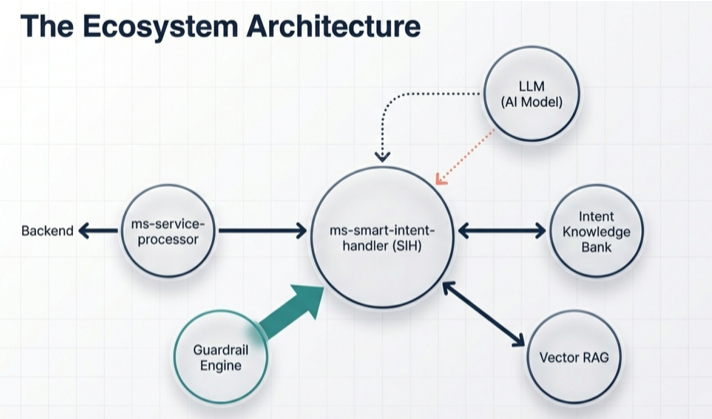 The Ecosystem Architecture
LLM
(AI Model)
Backend
ms-service-
processor
ms-smart-intent-
handler (SIH)
Intent
Knowledge
Bank
Guardrail
Engine
Vector RAG